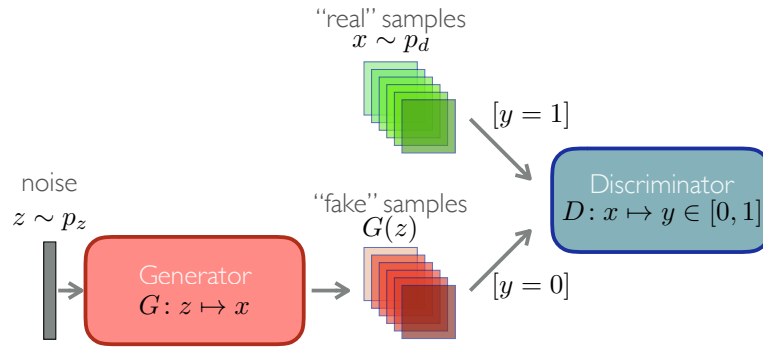 “real” samples
x ∼ p_d
[y = 1]
noise
z ∼ p_z
Generator
G: z ↦ x
“fake” samples
G(z)
[y = 0]
Discriminator
D: x ↦ y ∈ [0, 1]